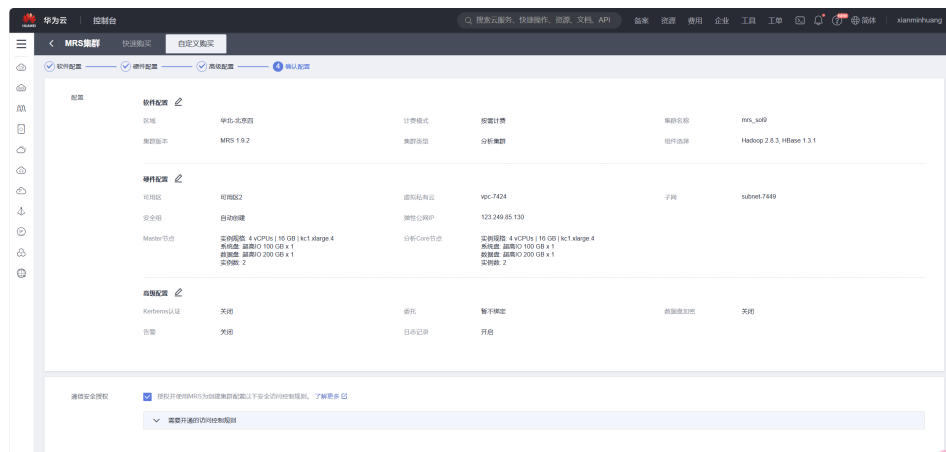 HUAWEI 华为云 控制台 搜索云服务、快捷操作、资源、文档、API 备案 资源 费用 企业 工具 工单 简体 xianminhuang
MRS集群 快速购买 自定义购买
软件配置 硬件配置 高级配置 4 确认配置
配置 软件配置
区域 华北-北京四 计费模式 按需计费 集群名称 mrs_sol9
集群版本 MRS 1.9.2 集群类型 分析集群 组件选择 Hadoop 2.8.3, HBase 1.3.1
硬件配置
可用区 可用区2 虚拟私有云 vpc-7424 子网 subnet-7449
安全组 自动创建 弹性公网IP 123.249.85.130
Master节点 实例规格: 4 vCPUs | 16 GB | kc1.xlarge.4 分析Core节点 实例规格: 4 vCPUs | 16 GB | kc1.xlarge.4
系统盘: 超高IO 100 GB x 1 系统盘: 超高IO 100 GB x 1
数据盘: 超高IO 200 GB x 1 数据盘: 超高IO 200 GB x 1
实例数: 2 实例数: 2
高级配置
Kerberos认证 关闭 委托 暂不绑定 数据盘加密 关闭
告警 关闭 日志记录 开启
通信安全授权 授权并使用MRS为创建集群配置以下安全访问控制规则。 了解更多
需要开通的访问控制规则